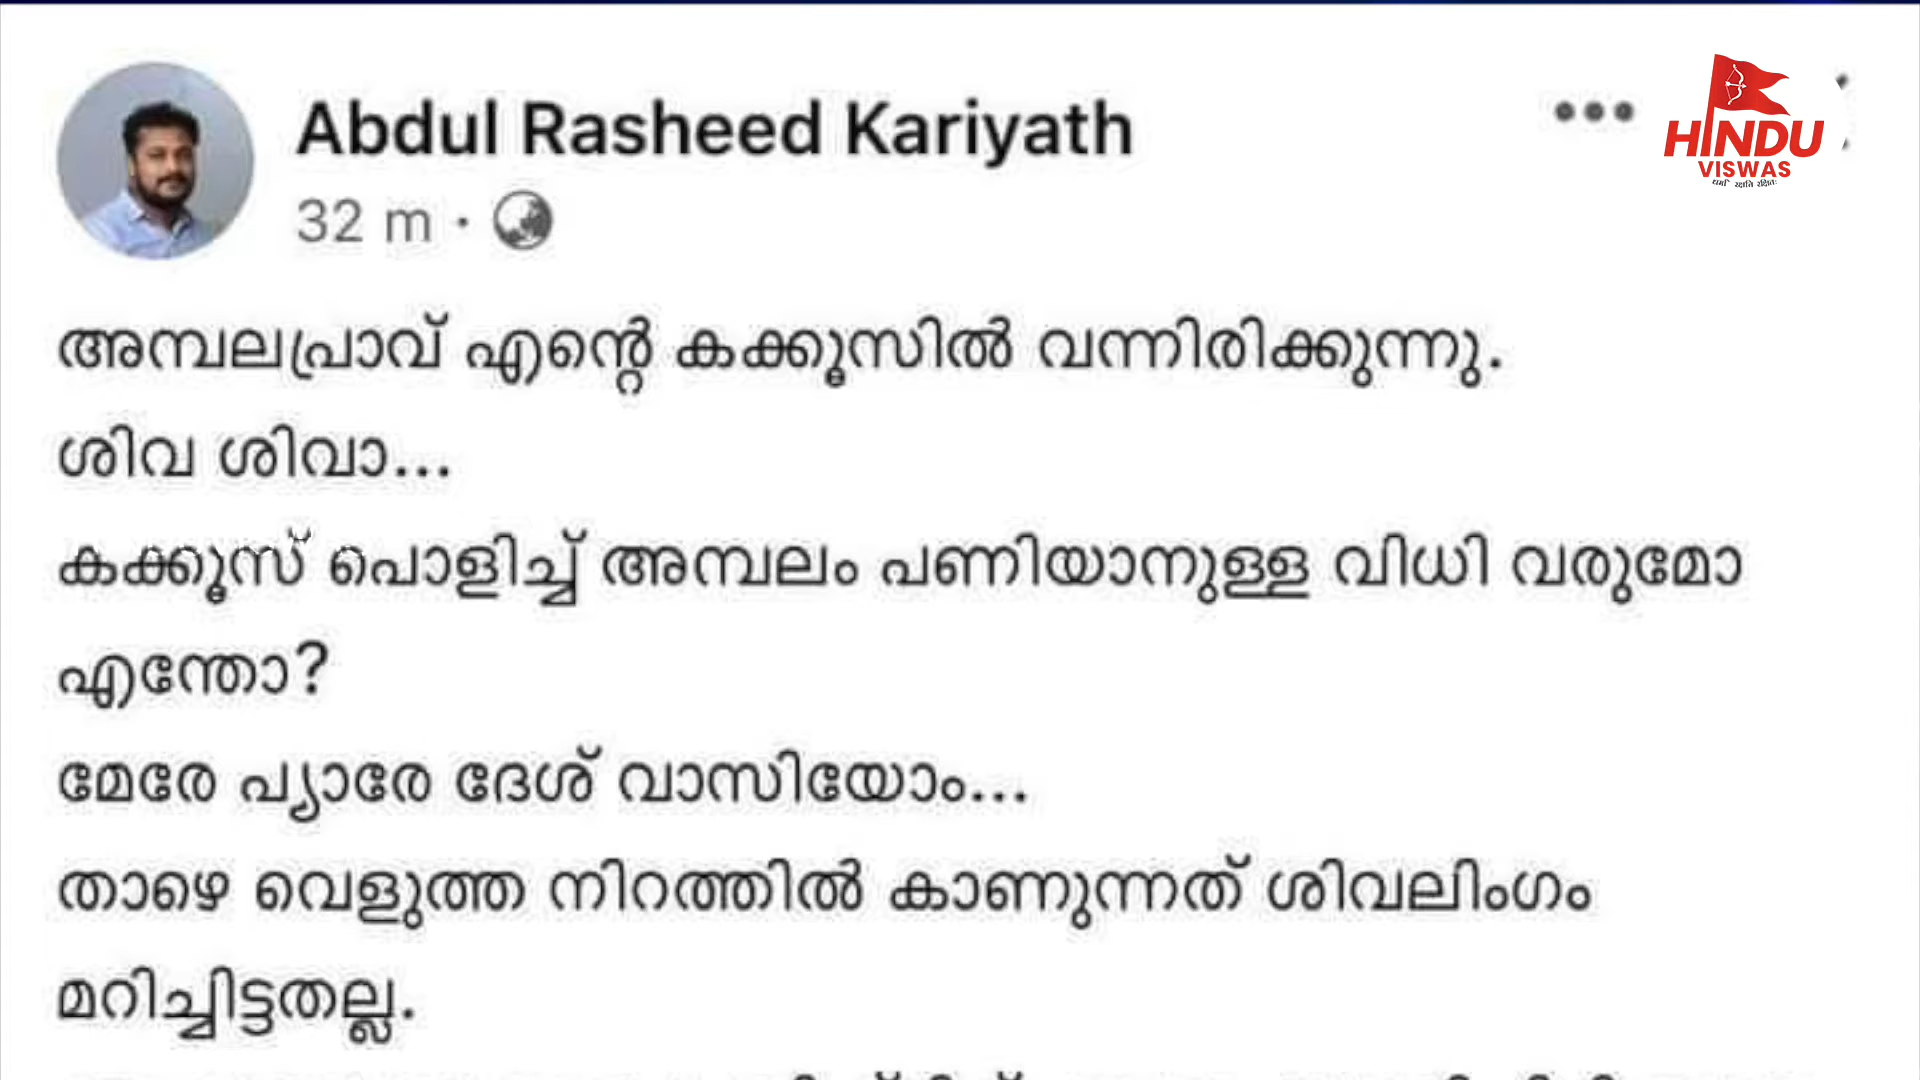 Abdul Rasheed Kariyath
32 m
HINDU
VISWAS
അമ്പലപ്രാവ് എന്റെ കക്കൂസിൽ വന്നിരിക്കുന്നു.
ശിവ ശിവാ...
കക്കൂസ് പൊളിച്ച് അമ്പലം പണിയാനുള്ള വിധി വരുമോ
എന്തോ?
മേരേ പ്യാരേ ദേശ് വാസിയോം...
താഴെ വെളുത്ത നിറത്തിൽ കാണുന്നത് ശിവലിംഗം
മറിച്ചിട്ടതല്ല.